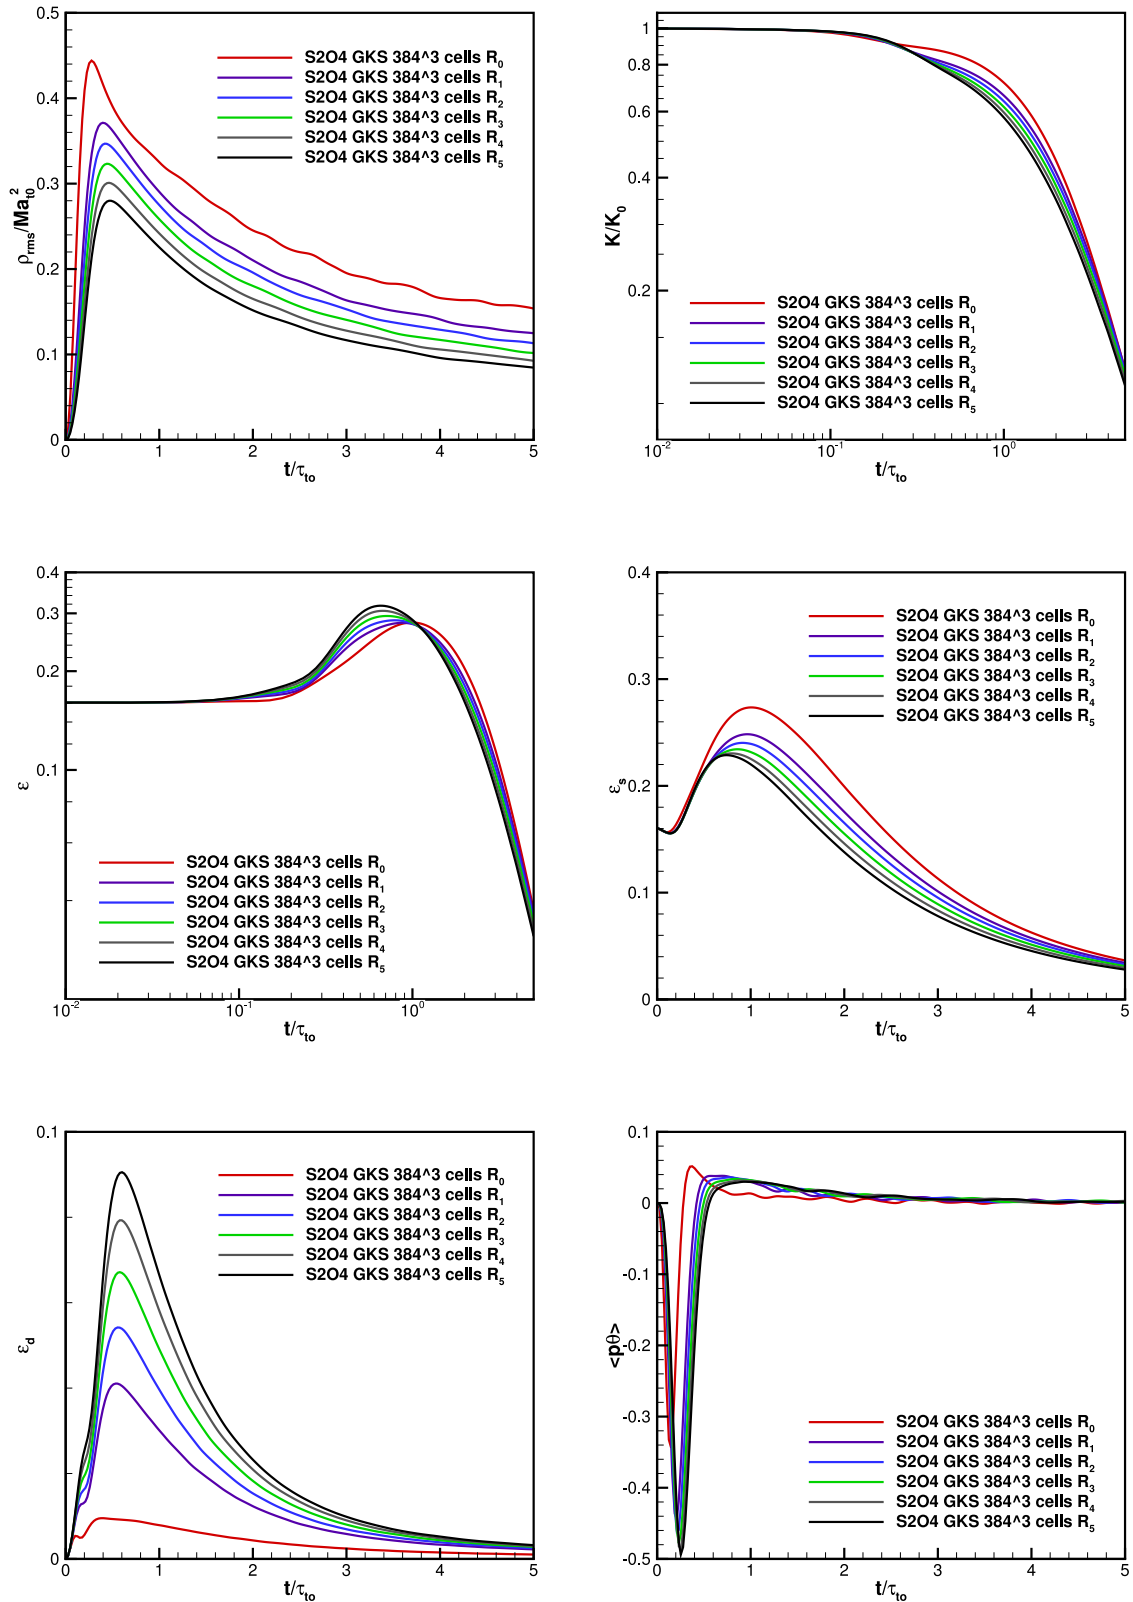 ρrms/Ma²t0
0.5
0.4
0.3
0.2
0.1
0
0 1 2 3 4 5
t/τto
S2O4 GKS 384^3 cells R0
S2O4 GKS 384^3 cells R1
S2O4 GKS 384^3 cells R2
S2O4 GKS 384^3 cells R3
S2O4 GKS 384^3 cells R4
S2O4 GKS 384^3 cells R5
K/K0
1
0.8
0.6
0.4
0.2
10-2 10-1 100
t/τto
S2O4 GKS 384^3 cells R0
S2O4 GKS 384^3 cells R1
S2O4 GKS 384^3 cells R2
S2O4 GKS 384^3 cells R3
S2O4 GKS 384^3 cells R4
S2O4 GKS 384^3 cells R5
ε
0.4
0.3
0.2
0.1
10-2 10-1 100
t/τto
S2O4 GKS 384^3 cells R0
S2O4 GKS 384^3 cells R1
S2O4 GKS 384^3 cells R2
S2O4 GKS 384^3 cells R3
S2O4 GKS 384^3 cells R4
S2O4 GKS 384^3 cells R5
εs
0.4
0.3
0.2
0.1
0
0 1 2 3 4 5
t/τto
S2O4 GKS 384^3 cells R0
S2O4 GKS 384^3 cells R1
S2O4 GKS 384^3 cells R2
S2O4 GKS 384^3 cells R3
S2O4 GKS 384^3 cells R4
S2O4 GKS 384^3 cells R5
εd
0.1
0
0 1 2 3 4 5
t/τto
S2O4 GKS 384^3 cells R0
S2O4 GKS 384^3 cells R1
S2O4 GKS 384^3 cells R2
S2O4 GKS 384^3 cells R3
S2O4 GKS 384^3 cells R4
S2O4 GKS 384^3 cells R5
<pθ>
0.1
0
-0.1
-0.2
-0.3
-0.4
-0.5
0 1 2 3 4 5
t/τto
S2O4 GKS 384^3 cells R0
S2O4 GKS 384^3 cells R1
S2O4 GKS 384^3 cells R2
S2O4 GKS 384^3 cells R3
S2O4 GKS 384^3 cells R4
S2O4 GKS 384^3 cells R5